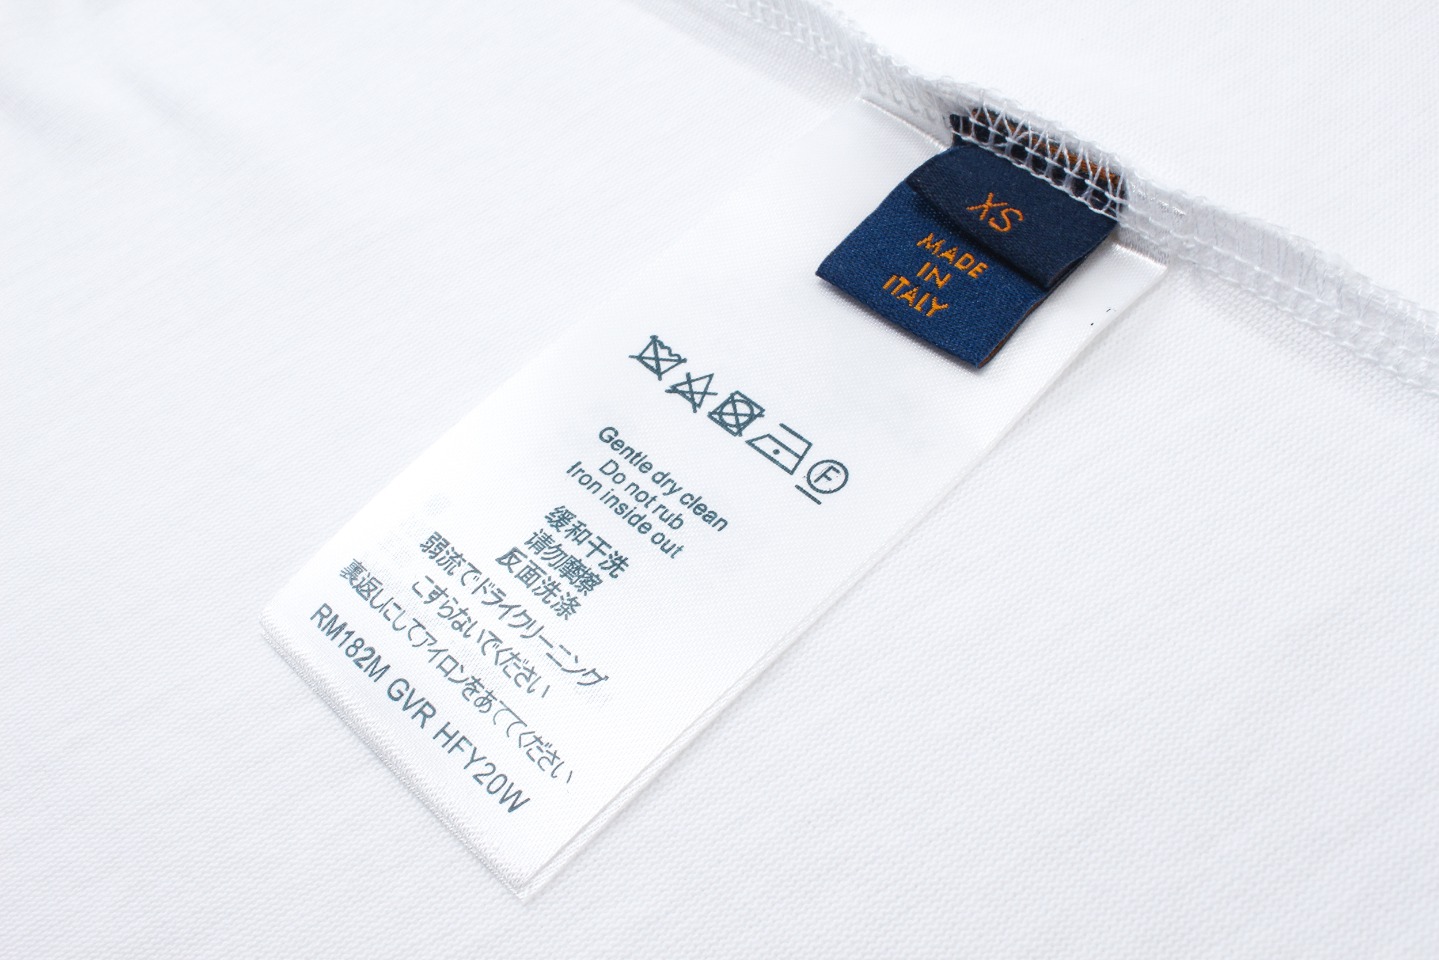 XS
MADE
IN
ITALY
F
Gentle dry clean
Do not rub
Iron inside out
缓和干洗
请勿摩擦
反面洗涤
弱流でドライクリーニング
こすらないでください
裏返しにしてアイロンをあててください
RM182M GVR HFY20W